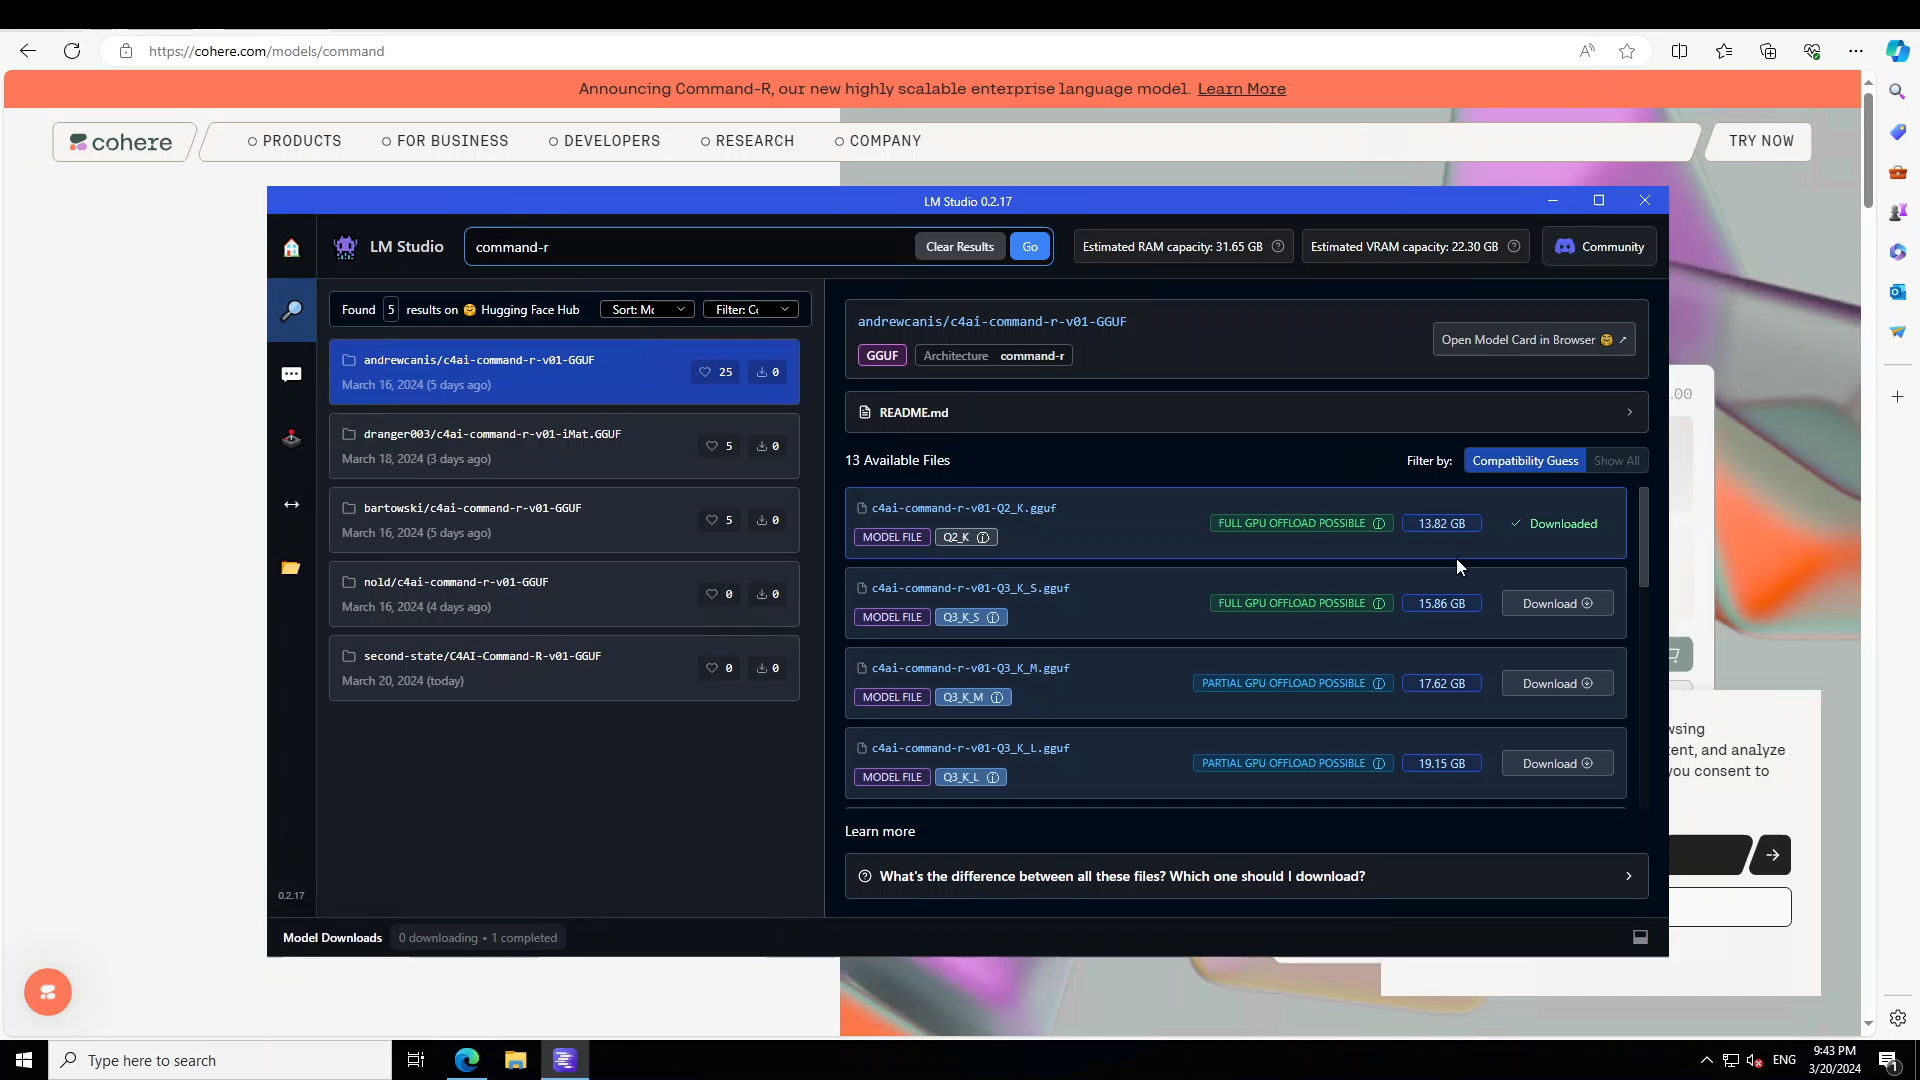 https://cohere.com/models/command
Announcing Command-R, our new highly scalable enterprise language model. Learn More
cohere
PRODUCTS
FOR BUSINESS
DEVELOPERS
RESEARCH
COMPANY
TRY NOW
LM Studio 0.2.17
LM Studio
command-r
Clear Results
Go
Estimated RAM capacity: 31.65 GB
Estimated VRAM capacity: 22.30 GB
Community
Found 5 results on Hugging Face Hub
Sort: Mc
Filter: Cc
andrewcanis/c4ai-command-r-v01-GGUF
March 16, 2024 (5 days ago)
25
0
dranger003/c4ai-command-r-v01-iMat.GGUF
March 18, 2024 (3 days ago)
5
0
bartowski/c4ai-command-r-v01-GGUF
March 16, 2024 (5 days ago)
5
0
nold/c4ai-command-r-v01-GGUF
March 16, 2024 (4 days ago)
0
0
second-state/C4AI-Command-R-v01-GGUF
March 20, 2024 (today)
0
0
0.2.17
andrewcanis/c4ai-command-r-v01-GGUF
GGUF
Architecture command-r
Open Model Card in Browser
README.md
13 Available Files
Filter by:
Compatibility Guess
Show All
c4ai-command-r-v01-Q2_K.gguf
MODEL FILE
Q2_K
FULL GPU OFFLOAD POSSIBLE
13.82 GB
Downloaded
c4ai-command-r-v01-Q3_K_S.gguf
MODEL FILE
Q3_K_S
FULL GPU OFFLOAD POSSIBLE
15.86 GB
Download
c4ai-command-r-v01-Q3_K_M.gguf
MODEL FILE
Q3_K_M
PARTIAL GPU OFFLOAD POSSIBLE
17.62 GB
Download
c4ai-command-r-v01-Q3_K_L.gguf
MODEL FILE
Q3_K_L
PARTIAL GPU OFFLOAD POSSIBLE
19.15 GB
Download
Learn more
What's the difference between all these files? Which one should I download?
Model Downloads
0 downloading • 1 completed
.00
wsing
tent, and analyze
you consent to
Type here to search
ENG
9:43 PM
3/20/2024
1